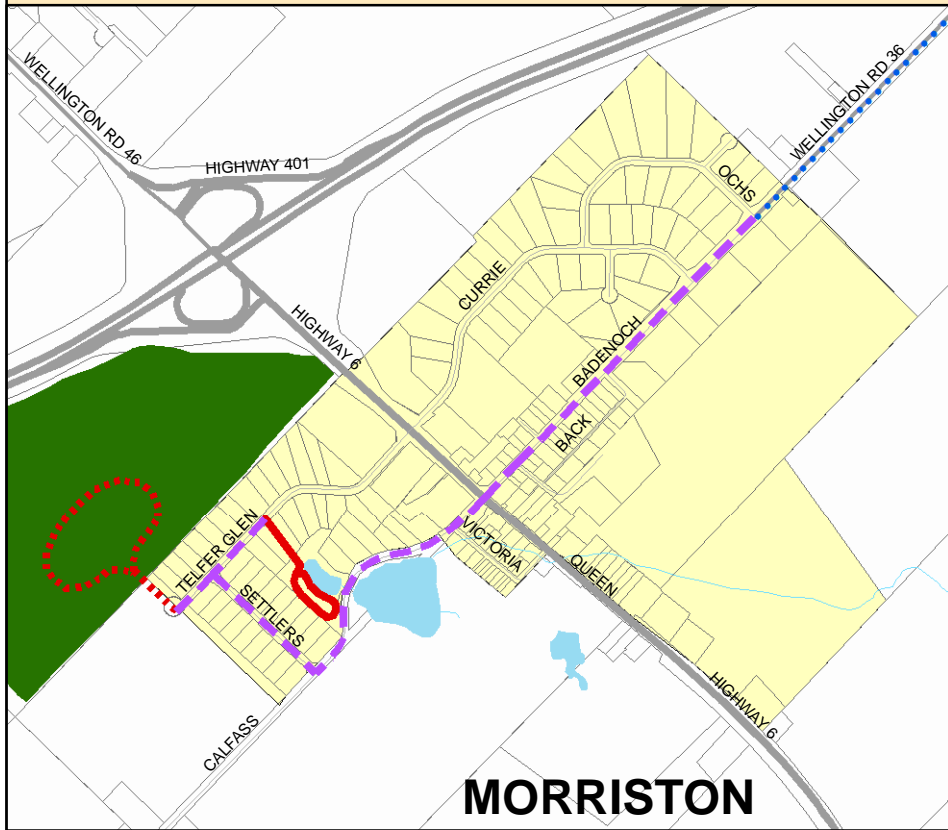 WELLINGTON RD 46
HIGHWAY 401
WELLINGTON RD 36
OCHS
CURRIE
HIGHWAY 6
BADENOCH
BACK
VICTORIA
TELFER GLEN
SETTLERS
QUEEN
CALFASS
HIGHWAY 6
MORRISTON